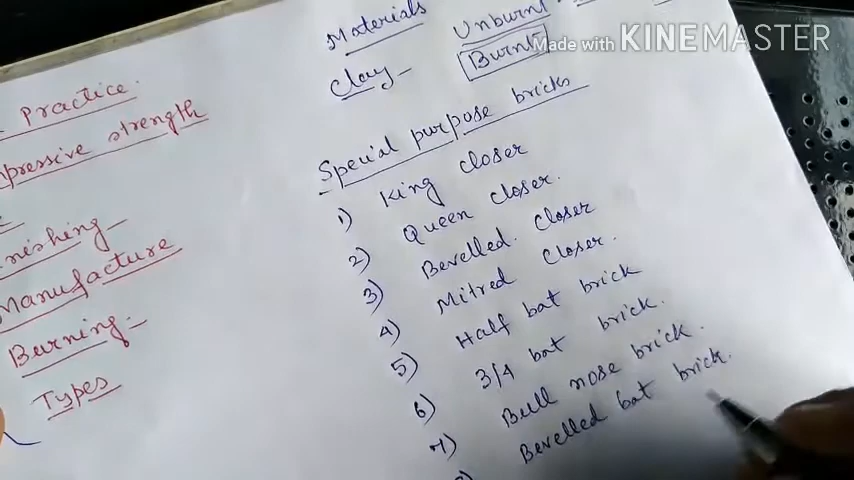 Practice.
pressive strength
nishing
Manufacture
Burning
Types
Materials Unburnt
Clay - Burnt
Special purpose bricks
1) King closer
2) Queen closer.
3) Bevelled. closer
4) Mitred closer.
5) Half bat brick
6) 3/4 bat brick.
7) Bull nose brick.
Bevelled bat brick.
Made with KINEMASTER